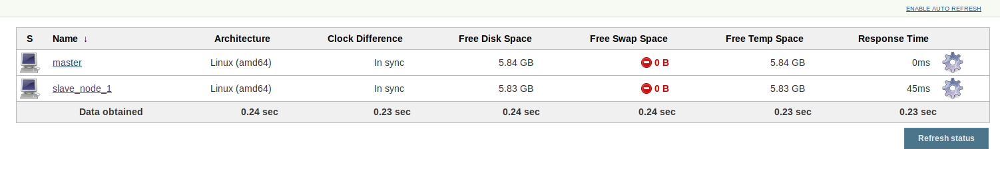 ENABLE AUTO REFRESH
S Name ↓ Architecture Clock Difference Free Disk Space Free Swap Space Free Temp Space Response Time
master Linux (amd64) In sync 5.84 GB 0 B 5.84 GB 0ms
slave_node_1 Linux (amd64) In sync 5.83 GB 0 B 5.83 GB 45ms
Data obtained 0.24 sec 0.23 sec 0.24 sec 0.24 sec 0.23 sec 0.23 sec
Refresh status